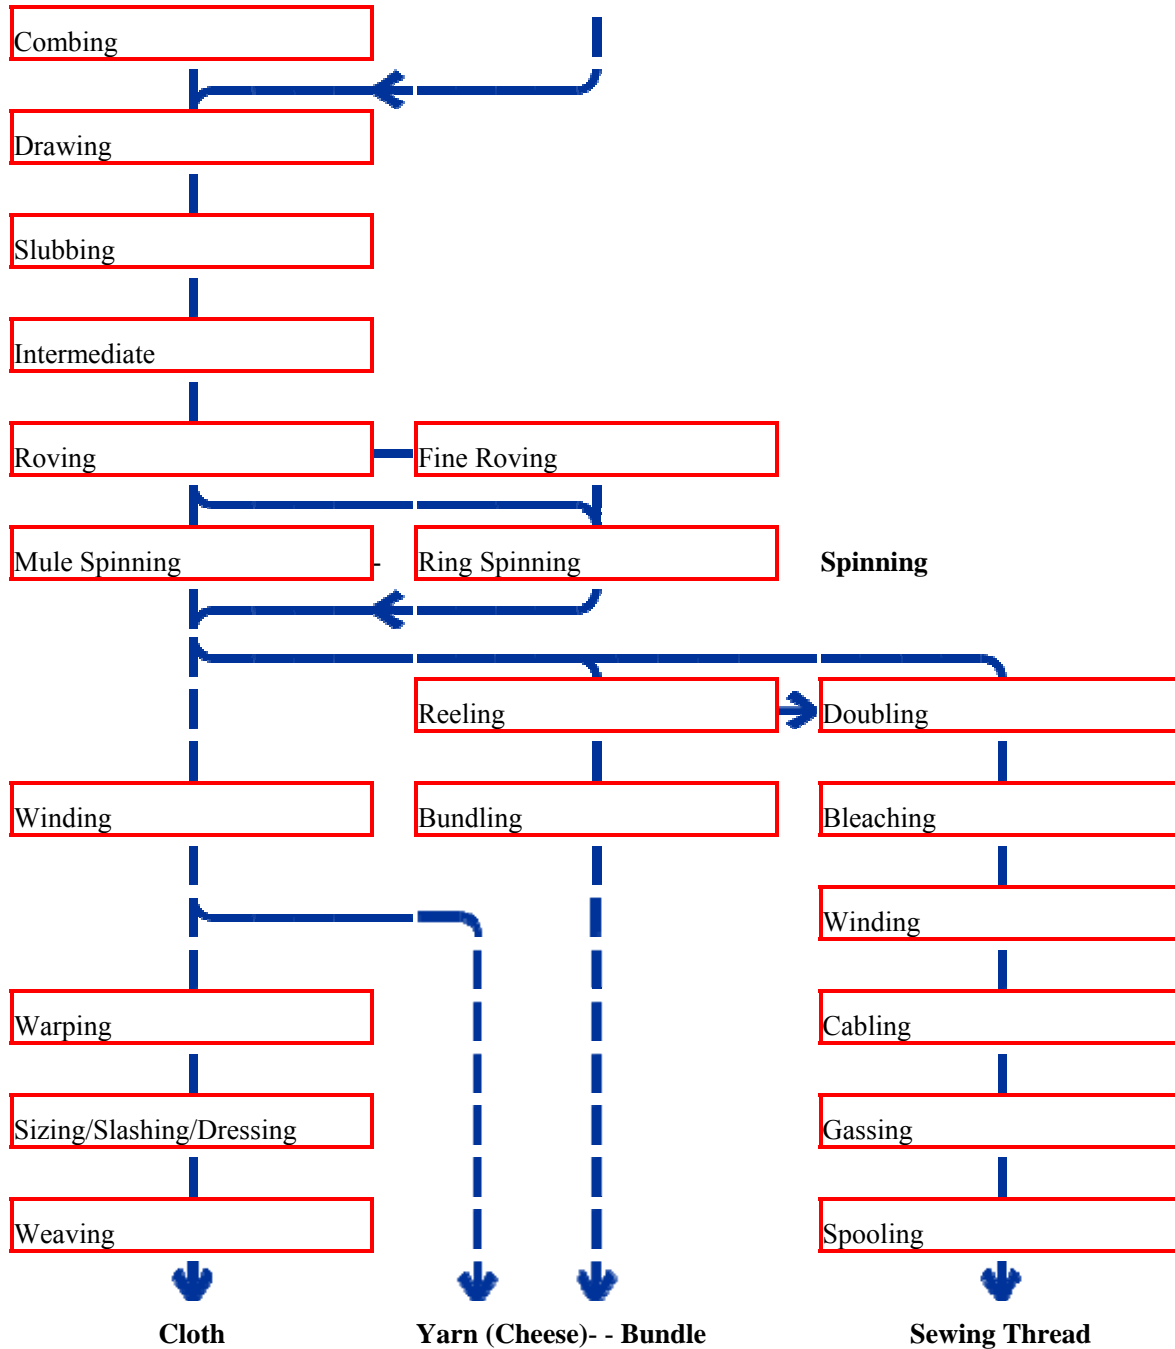 Combing
Drawing
Slubbing
Intermediate
Roving
Fine Roving
Mule Spinning
-
Ring Spinning
Spinning
Reeling
Doubling
Winding
Bundling
Bleaching
Winding
Warping
Cabling
Sizing/Slashing/Dressing
Gassing
Weaving
Spooling
Cloth
Yarn (Cheese)- - Bundle
Sewing Thread